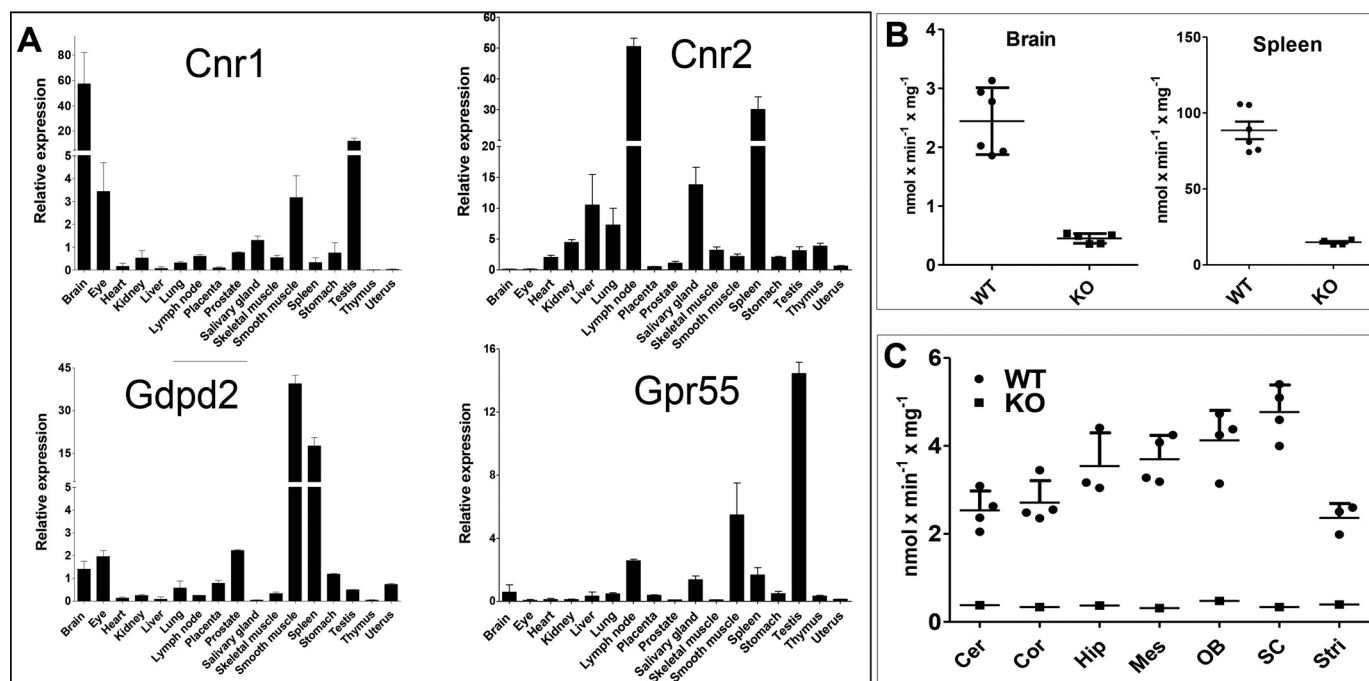 A
Cnr1
Relative expression
80
60
40
20
5
4
3
2
1
0
Brain
Eye
Heart
Kidney
Liver
Lung
Lymph node
Placenta
Prostate
Salivary gland
Skeletal muscle
Smooth muscle
Spleen
Stomach
Testis
Thymus
Uterus
Cnr2
Relative expression
60
50
40
30
20
15
10
5
0
Brain
Eye
Heart
Kidney
Liver
Lung
Lymph node
Placenta
Prostate
Salivary gland
Skeletal muscle
Smooth muscle
Spleen
Stomach
Testis
Thymus
Uterus
Gdpd2
Relative expression
45
30
15
5
4
3
2
1
0
Brain
Eye
Heart
Kidney
Liver
Lung
Lymph node
Placenta
Prostate
Salivary gland
Skeletal muscle
Smooth muscle
Spleen
Stomach
Testis
Thymus
Uterus
Gpr55
Relative expression
16
12
8
4
0
Brain
Eye
Heart
Kidney
Liver
Lung
Lymph node
Placenta
Prostate
Salivary gland
Skeletal muscle
Smooth muscle
Spleen
Stomach
Testis
Thymus
Uterus
B
Brain
nmol x min⁻¹ x mg⁻¹
4
3
2
1
0
WT
KO
Spleen
nmol x min⁻¹ x mg⁻¹
150
100
50
0
WT
KO
C
WT
KO
nmol x min⁻¹ x mg⁻¹
6
4
2
0
Cer
Cor
Hip
Mes
OB
SC
Stri